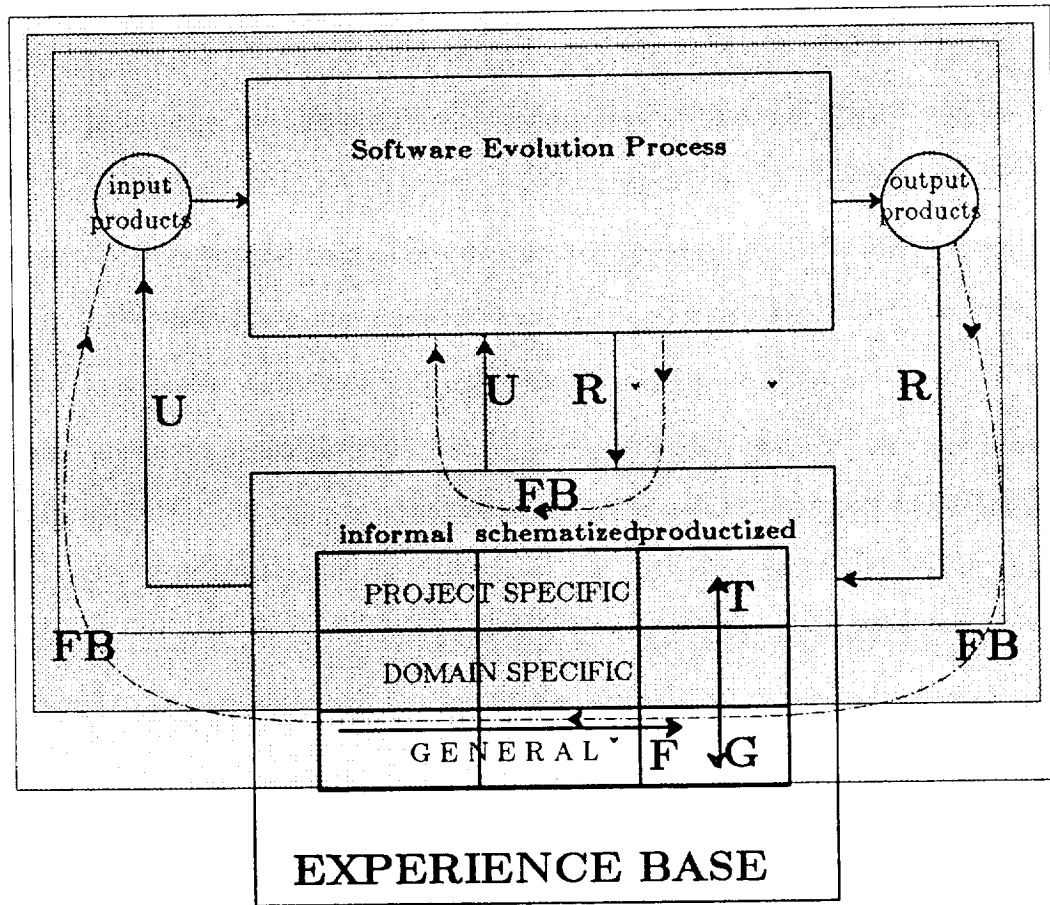 Software Evolution Process
input
products
output
products
U
U
R
R
FB
informal schematized productized
PROJECT SPECIFIC
T
FB
FB
DOMAIN SPECIFIC
GENERAL
F
G
EXPERIENCE BASE